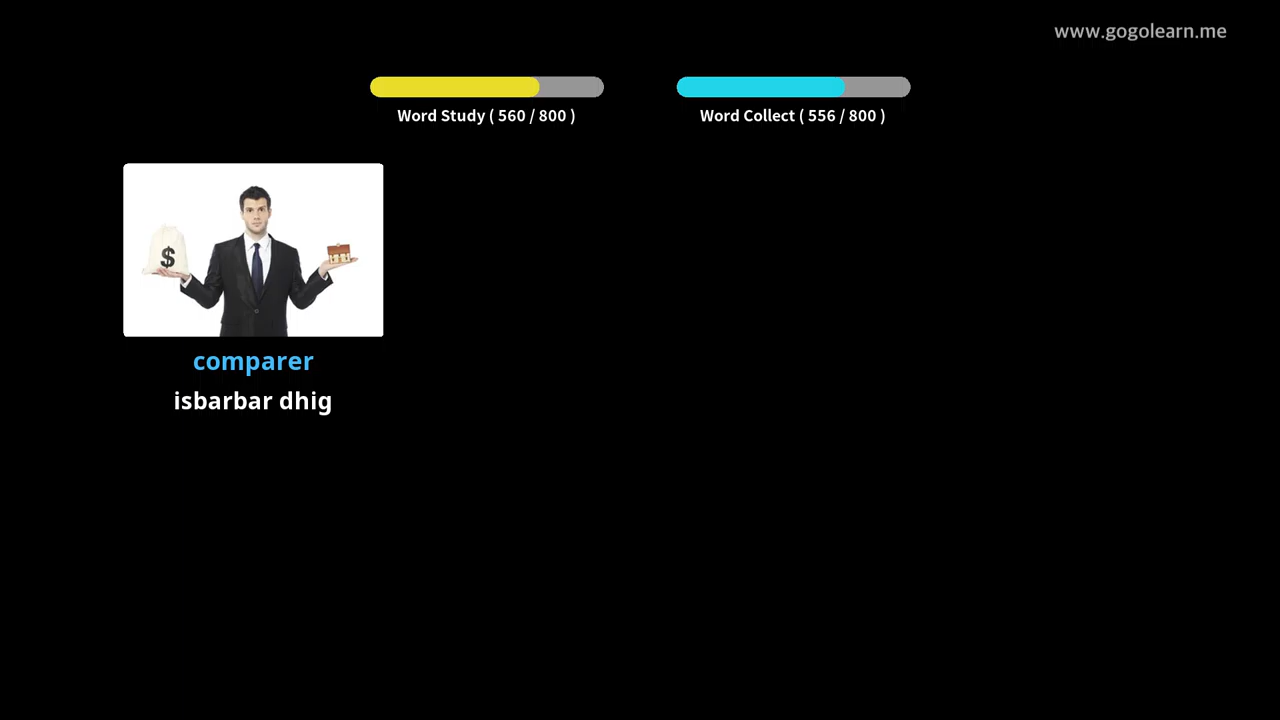 www.gogolearn.me
Word Study ( 560 / 800 )
Word Collect ( 556 / 800 )
$
comparer
isbarbar dhig